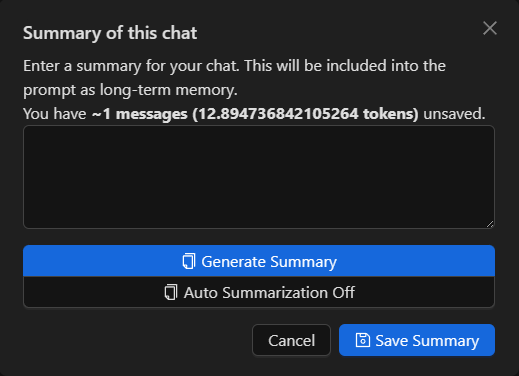 Summary of this chat
Enter a summary for your chat. This will be included into the
prompt as long-term memory.
You have ~1 messages (12.894736842105264 tokens) unsaved.
Generate Summary
Auto Summarization Off
Cancel
Save Summary